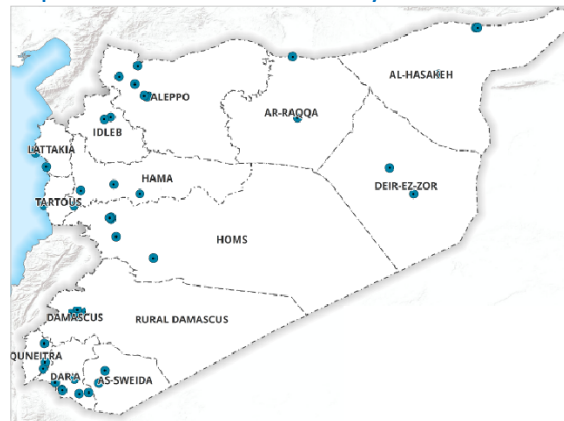 AL-HASAKEH
ALEPPO
AR-RAQQA
IDLEB
LATTAKIA
HAMA
DEIR-EZ-ZOR
TARTOUS
HOMS
DAMASCUS
RURAL DAMASCUS
QUNEITRA
DAR'A
AS-SWEIDA